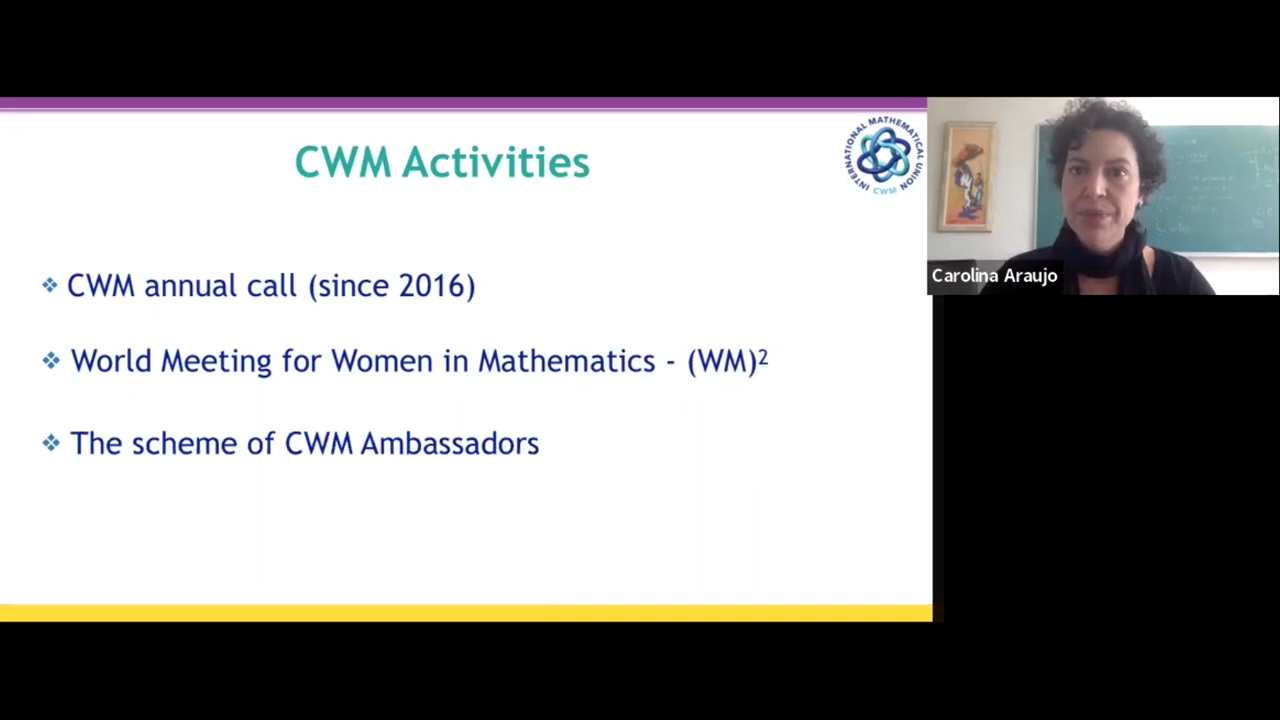 CWM Activities
INTERNATIONAL MATHEMATICAL UNION
CWM
Carolina Araujo
❖ CWM annual call (since 2016)
❖ World Meeting for Women in Mathematics - (WM)²
❖ The scheme of CWM Ambassadors